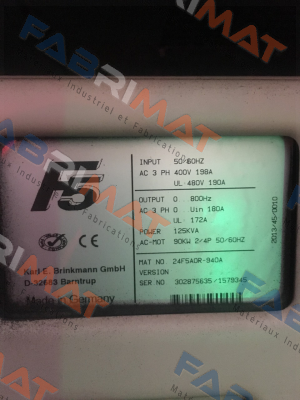 FABRIMAT
F5
INPUT 50/60HZ
AC 3 PH 400V 198A
UL 480V 190A
OUTPUT 0 ... 800Hz
AC 3 PH 0 ... Uin 180A
UL: 172A
POWER 125KVA
AC-MOT 90KW 2/4P 50/60HZ
MAT NO 24F5A0R-940A
VERSION
SER NO 302875635/1579345
2013/45-0010
CE
Karl E. Brinkmann GmbH
D-32683 Barntrup
Made in Germany